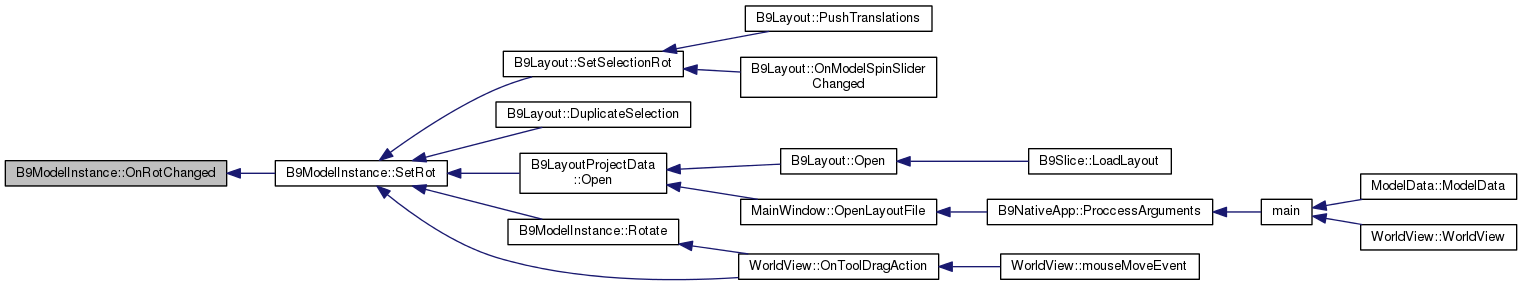 B9Layout::PushTranslations
B9Layout::SetSelectionRot
B9Layout::OnModelSpinSlider
Changed
B9Layout::DuplicateSelection
B9ModelInstance::OnRotChanged
B9ModelInstance::SetRot
B9LayoutProjectData
::Open
B9Layout::Open
B9Slice::LoadLayout
MainWindow::OpenLayoutFile
B9NativeApp::ProccessArguments
main
ModelData::ModelData
WorldView::WorldView
B9ModelInstance::Rotate
WorldView::OnToolDragAction
WorldView::mouseMoveEvent